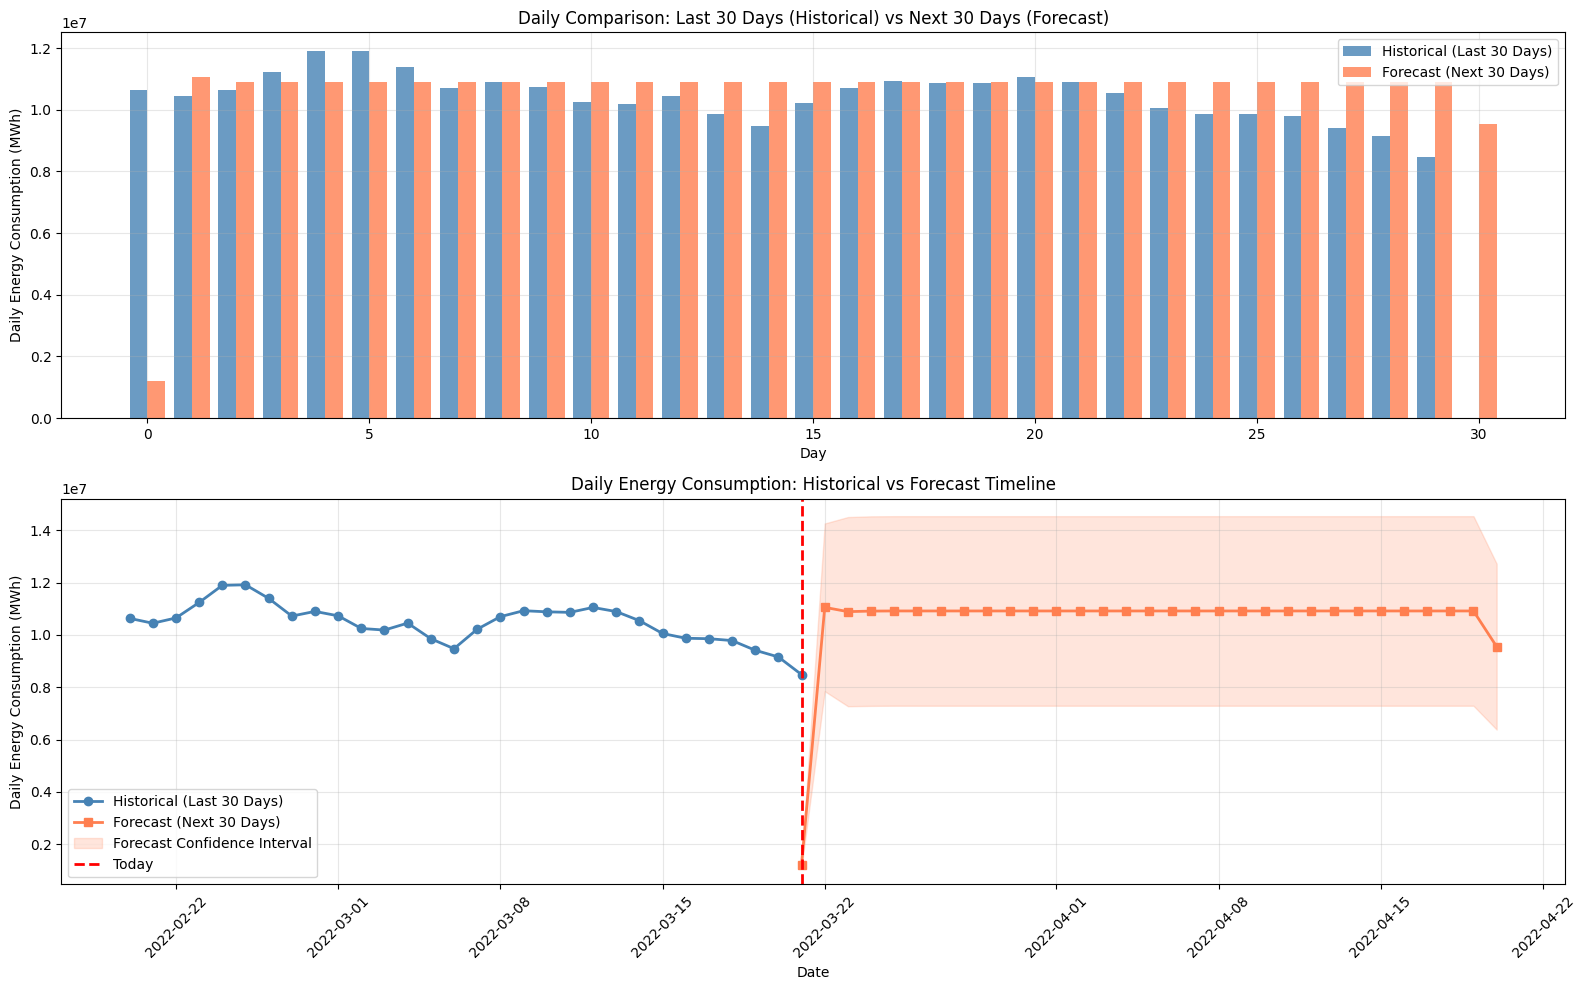 Daily Comparison: Last 30 Days (Historical) vs Next 30 Days (Forecast)
1e7
1.2
1.0
0.8
0.6
0.4
0.2
0.0
Daily Energy Consumption (MWh)
Historical (Last 30 Days)
Forecast (Next 30 Days)
0 5 10 15 20 25 30
Day
Daily Energy Consumption: Historical vs Forecast Timeline
1e7
1.4
1.2
1.0
0.8
0.6
0.4
0.2
Daily Energy Consumption (MWh)
Historical (Last 30 Days)
Forecast (Next 30 Days)
Forecast Confidence Interval
Today
2022-02-22 2022-03-01 2022-03-08 2022-03-15 2022-03-22 2022-04-01 2022-04-08 2022-04-15 2022-04-22
Date